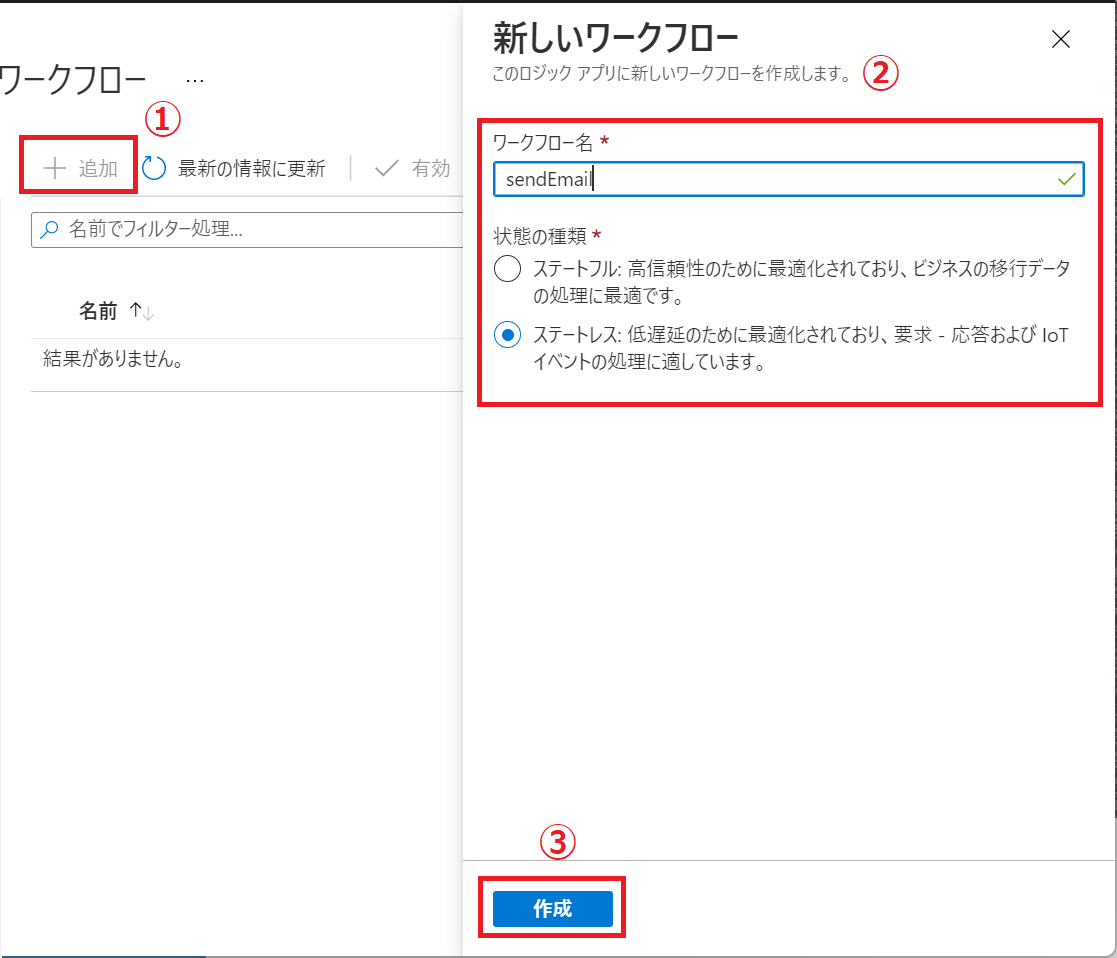 ワークフロー …
①
追加 最新の情報に更新 有効
名前でフィルター処理...
名前 ↑↓
結果がありません。
新しいワークフロー
このロジック アプリに新しいワークフローを作成します。
②
ワークフロー名 *
sendEmail
状態の種類 *
ステートフル: 高信頼性のために最適化されており、ビジネスの移行データ
の処理に最適です。
ステートレス: 低遅延のために最適化されており、要求 - 応答および IoT
イベントの処理に適しています。
③
作成